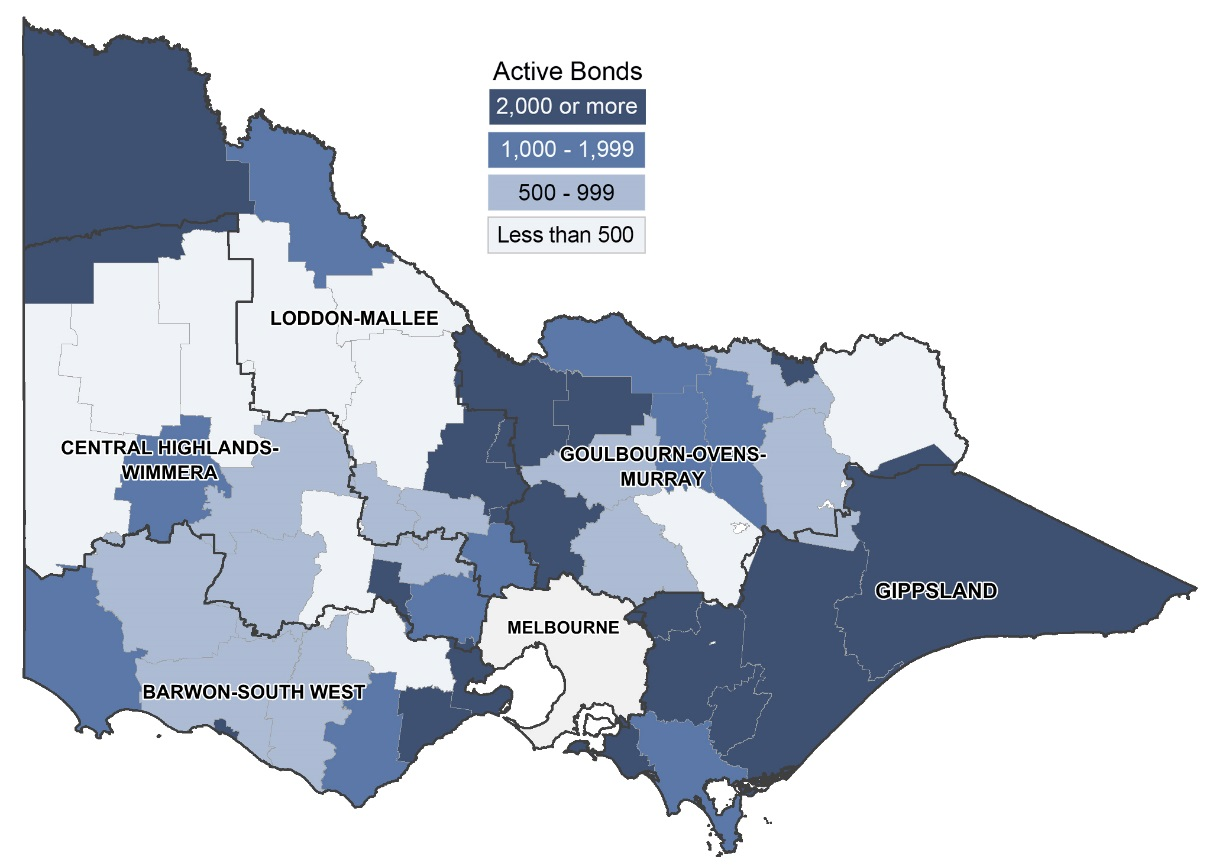 Active Bonds
2,000 or more
1,000 - 1,999
500 - 999
Less than 500
LODDON-MALLEE
CENTRAL HIGHLANDS-
WIMMERA
GOULBOURN-OVENS-
MURRAY
GIPPSLAND
MELBOURNE
BARWON-SOUTH WEST